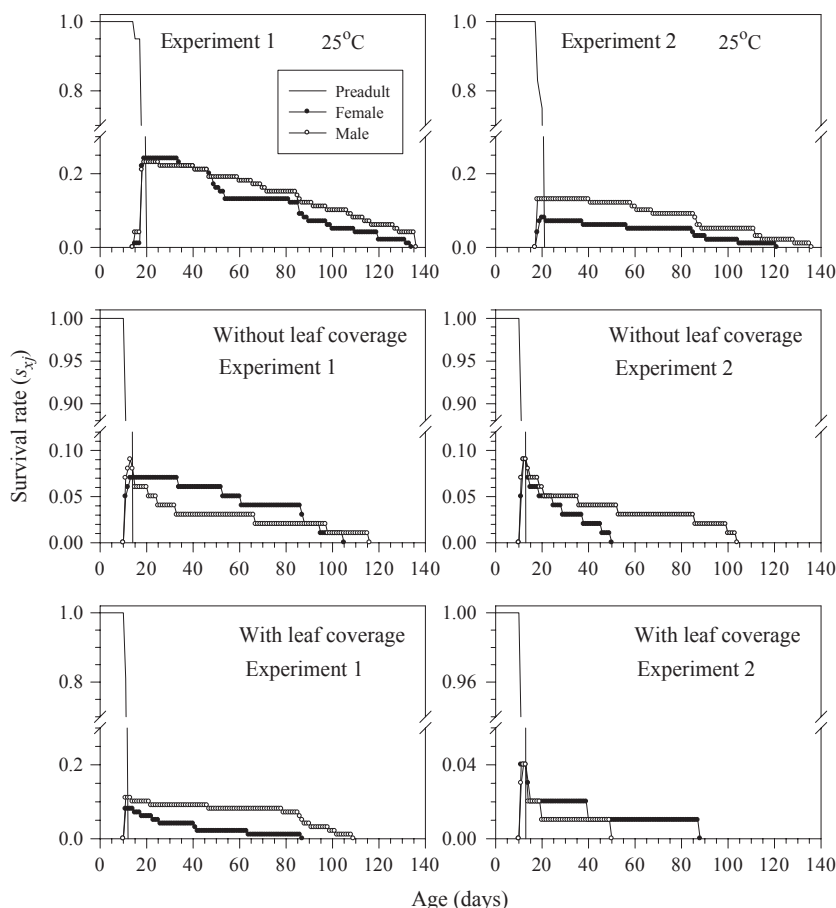 Experiment 1 25°C
Preadult
Female
Male
1.0
0.8
0.2
0.0
0 20 40 60 80 100 120 140
Experiment 2 25°C
1.0
0.8
0.2
0.0
0 20 40 60 80 100 120 140
Survival rate (s_xj)
Without leaf coverage
Experiment 1
1.00
0.95
0.90
0.10
0.05
0.00
0 20 40 60 80 100 120 140
Without leaf coverage
Experiment 2
1.00
0.95
0.90
0.10
0.05
0.00
0 20 40 60 80 100 120 140
With leaf coverage
Experiment 1
1.0
0.8
0.2
0.0
0 20 40 60 80 100 120 140
With leaf coverage
Experiment 2
1.00
0.96
0.04
0.00
0 20 40 60 80 100 120 140
Age (days)